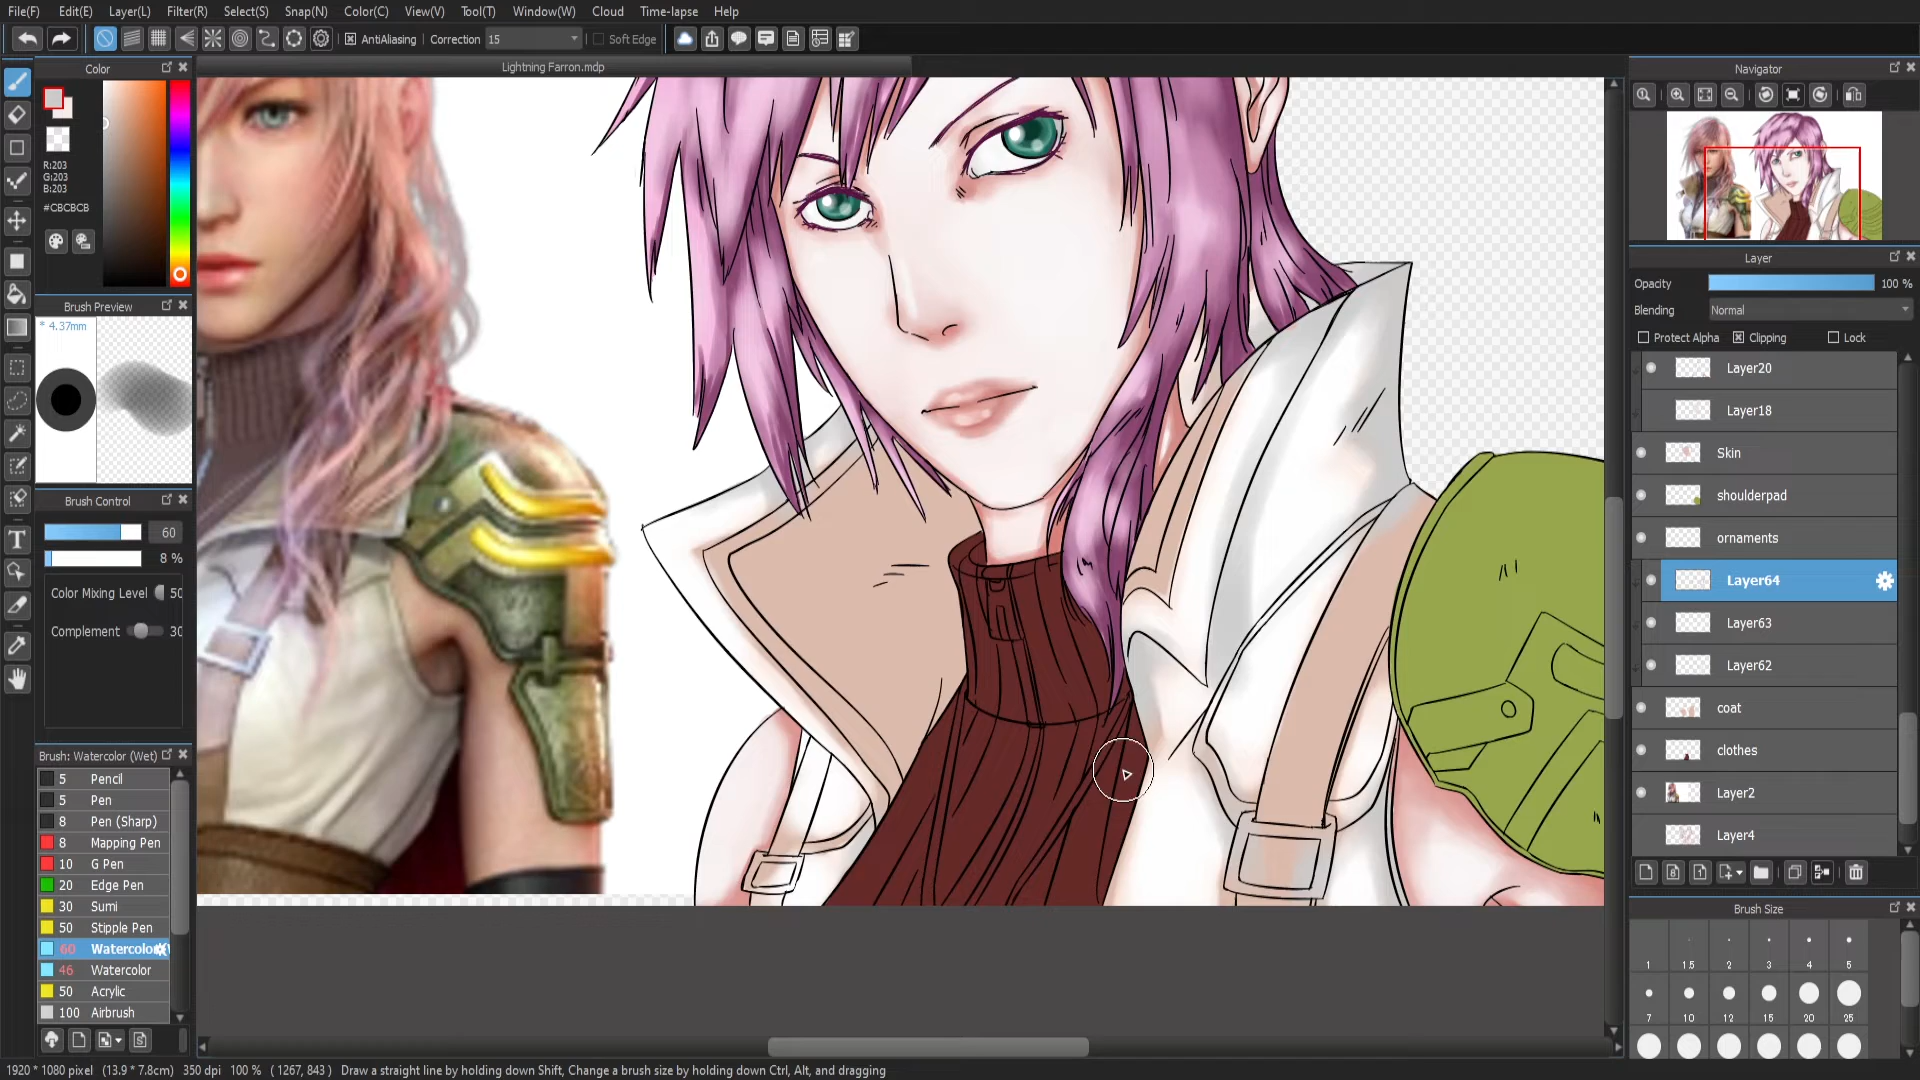 File(F) Edit(E) Layer(L) Filter(R) Select(S) Snap(N) Color(C) View(V) Tool(T) Window(W) Cloud Time-lapse Help
AntiAliasing Correction 15 Soft Edge
Color
R:203
G:203
B:203
#CBCBCB
Brush Preview
* 4.37mm
Brush Control
60
8 %
Color Mixing Level 50
Complement 30
Brush: Watercolor (Wet)
5 Pencil
5 Pen
8 Pen (Sharp)
8 Mapping Pen
10 G Pen
20 Edge Pen
30 Sumi
50 Stipple Pen
60 Watercolor
46 Watercolor
50 Acrylic
100 Airbrush
Lightning Farron.mdp
Navigator
Layer
Opacity 100 %
Blending Normal
Protect Alpha Clipping Lock
Layer20
Layer18
Skin
shoulderpad
ornaments
Layer64
Layer63
Layer62
coat
clothes
Layer2
Layer4
Brush Size
1 1.5 2 3 4 5
7 10 12 15 20 25
1920 * 1080 pixel (13.9 * 7.8cm) 350 dpi 100 % ( 1267, 843 ) Draw a straight line by holding down Shift, Change a brush size by holding down Ctrl, Alt, and dragging